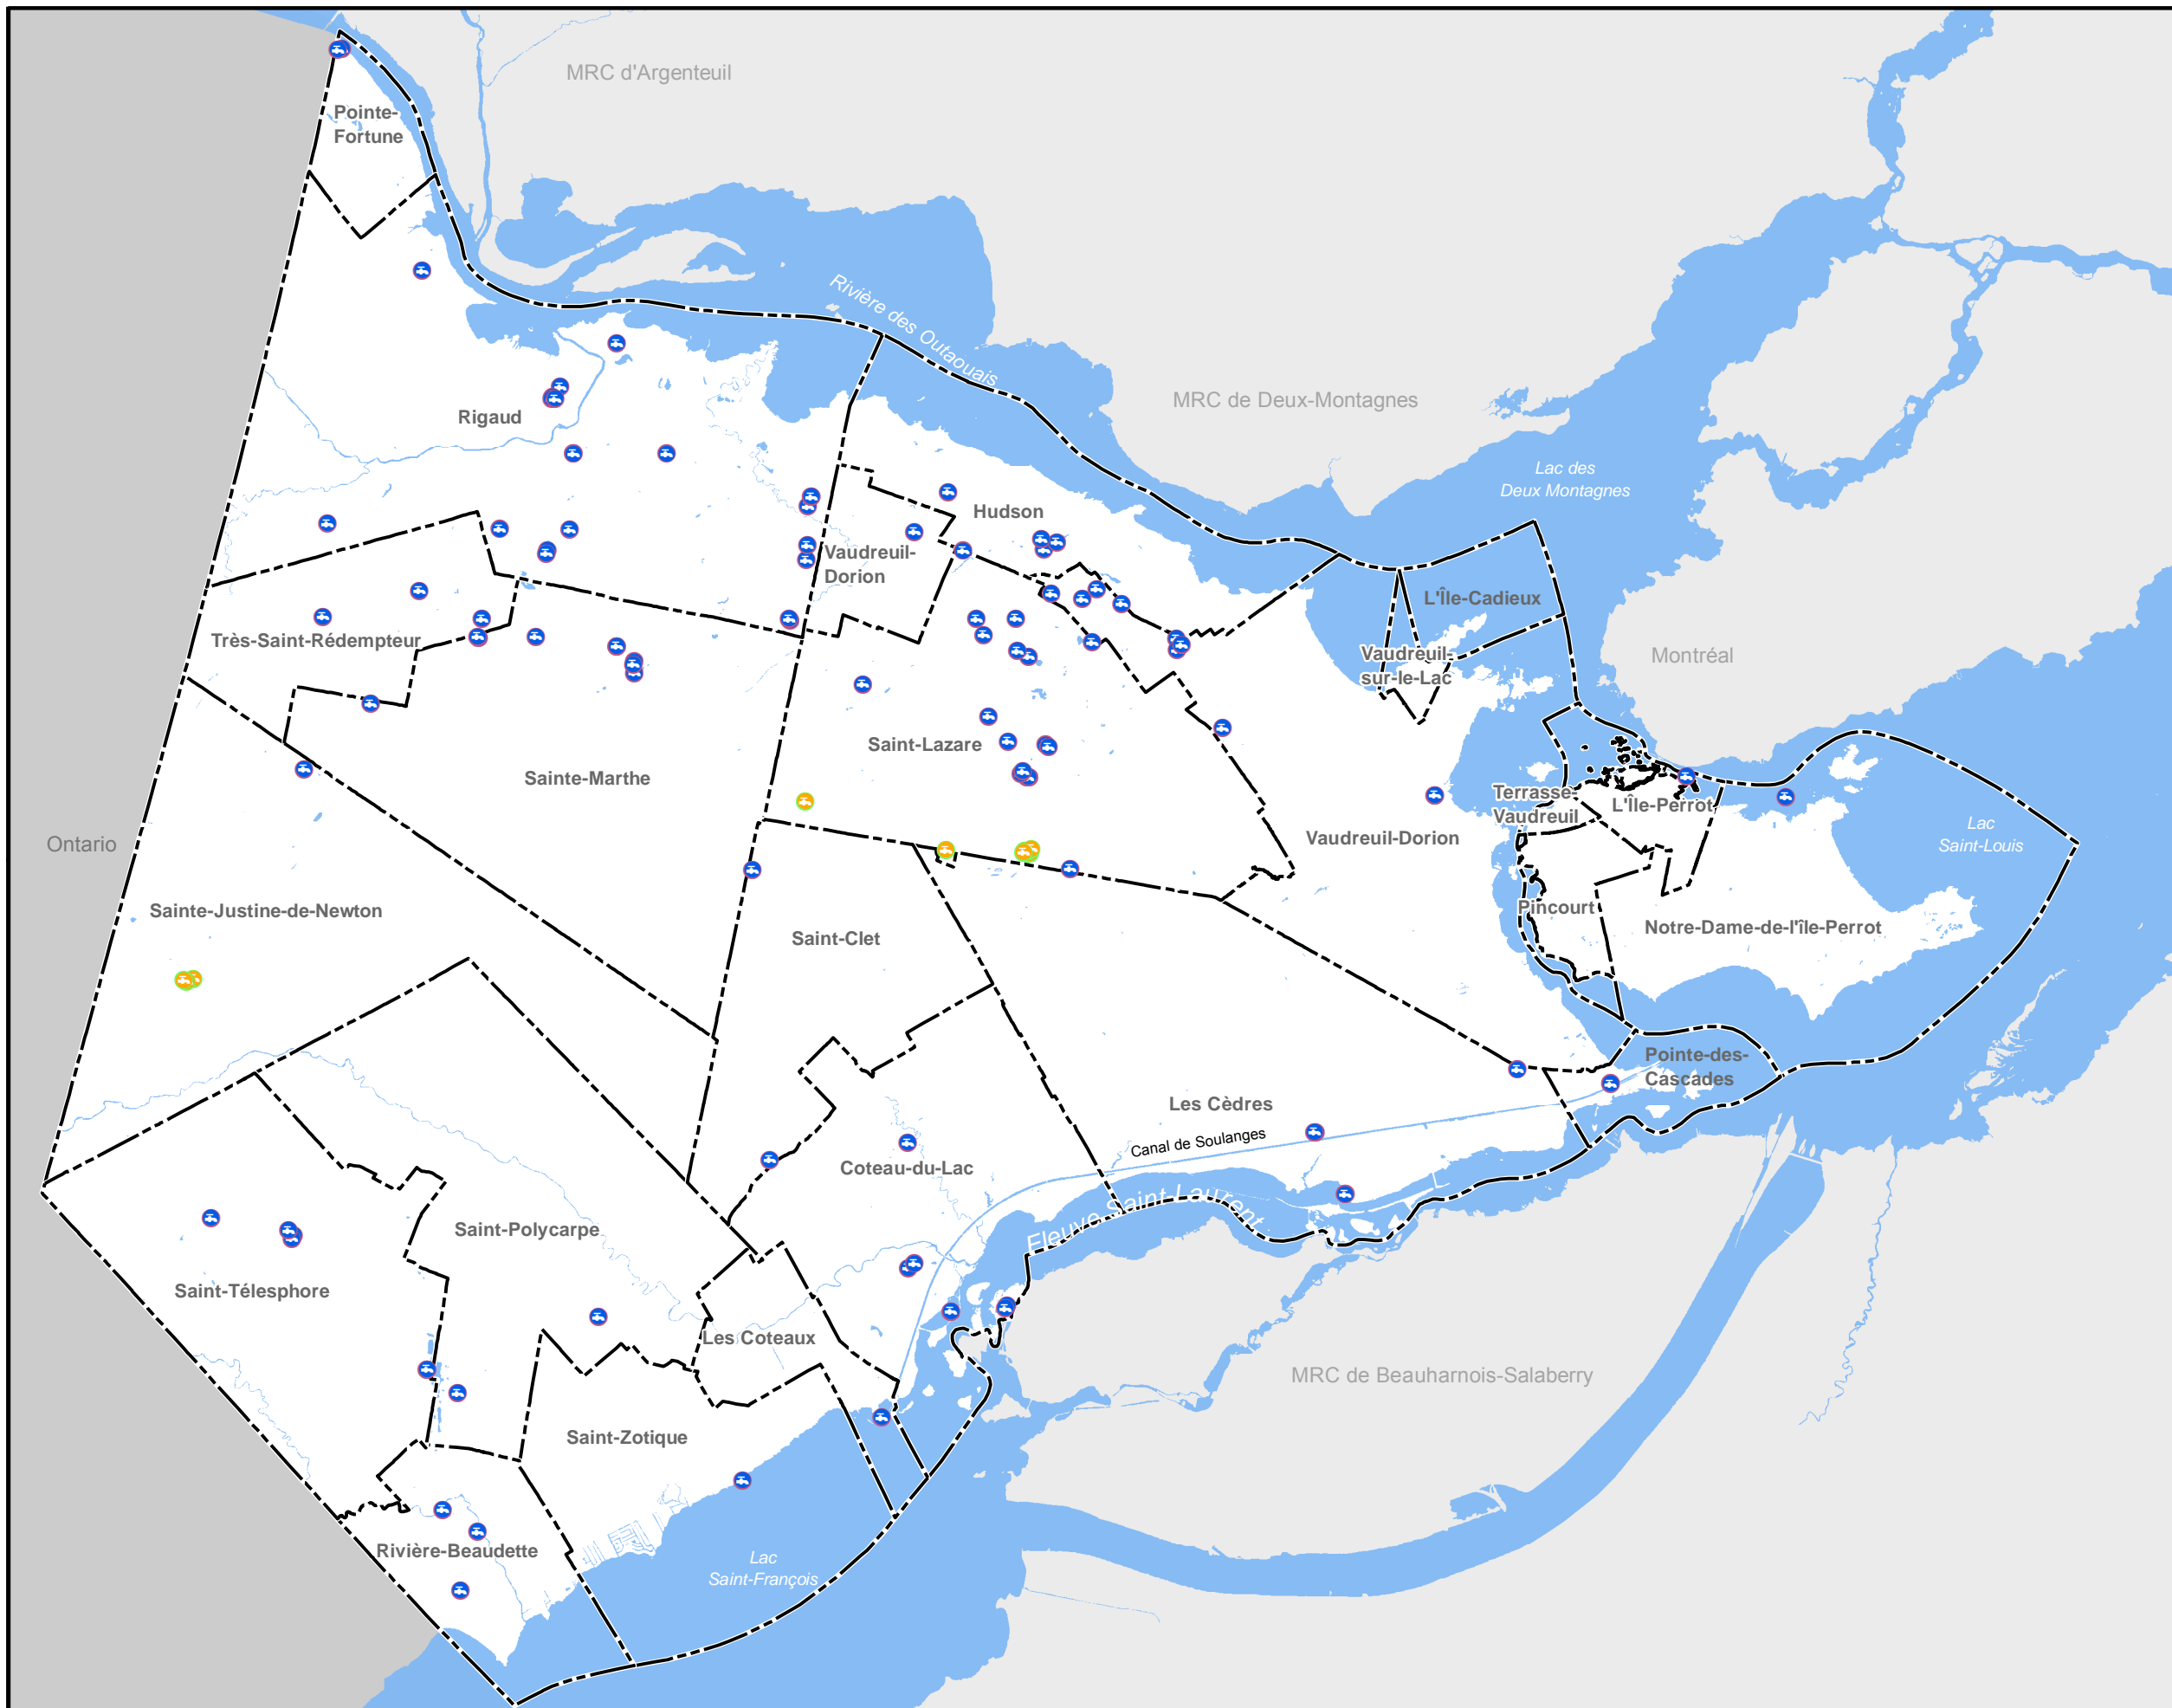 MRC d'Argenteuil
Pointe-
Fortune
Rivière des Outaouais
MRC de Deux-Montagnes
Rigaud
Lac des
Deux Montagnes
Hudson
Vaudreuil-
Dorion
L'Île-Cadieux
Très-Saint-Rédempteur
Vaudreuil-
sur-le-Lac
Montréal
Saint-Lazare
Sainte-Marthe
Terrasse-
Vaudreuil
L'Île-Perrot
Lac
Saint-Louis
Vaudreuil-Dorion
Ontario
Sainte-Justine-de-Newton
Pincourt
Saint-Clet
Notre-Dame-de-l'île-Perrot
Pointe-des-
Cascades
Les Cèdres
Canal de Soulanges
Coteau-du-Lac
Fleuve Saint-Laurent
Saint-Polycarpe
Saint-Télesphore
Les Coteaux
MRC de Beauharnois-Salaberry
Saint-Zotique
Rivière-Beaudette
Lac
Saint-François